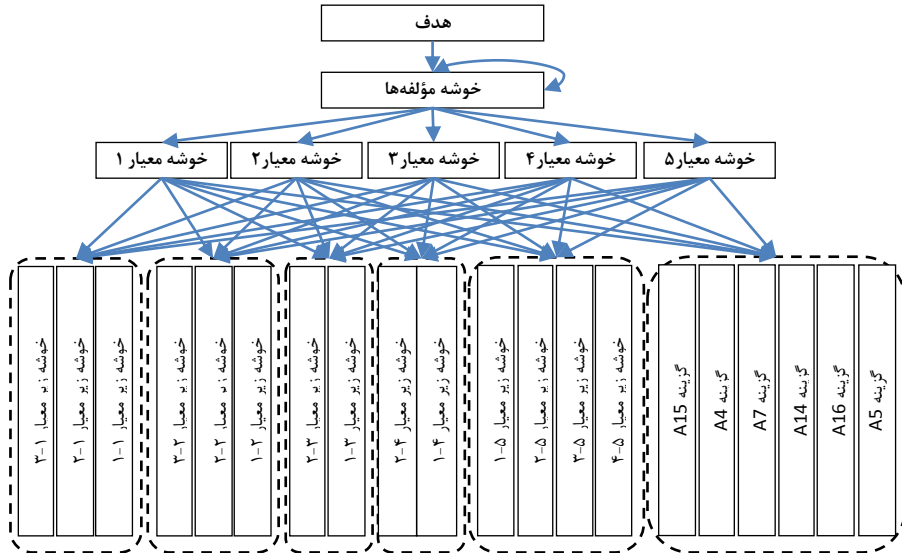 هدف
خوشه مؤلفه‌ها
خوشه معیار ۱
خوشه معیار۲
خوشه معیار۳
خوشه معیار۴
خوشه معیار۵
خوشه زیر معیار ۱-۳
خوشه زیر معیار ۱-۲
خوشه زیر معیار ۱-۱
خوشه زیر معیار ۲-۳
خوشه زیر معیار ۲-۲
خوشه زیر معیار ۲-۱
خوشه زیر معیار ۳-۲
خوشه زیر معیار ۳-۱
خوشه زیر معیار ۴-۲
خوشه زیر معیار ۴-۱
خوشه زیر معیار ۵-۱
خوشه زیر معیار ۵-۲
خوشه زیر معیار ۵-۳
خوشه زیر معیار ۵-۴
گزینه A15
گزینه A4
گزینه A7
گزینه A14
گزینه A16
گزینه A5